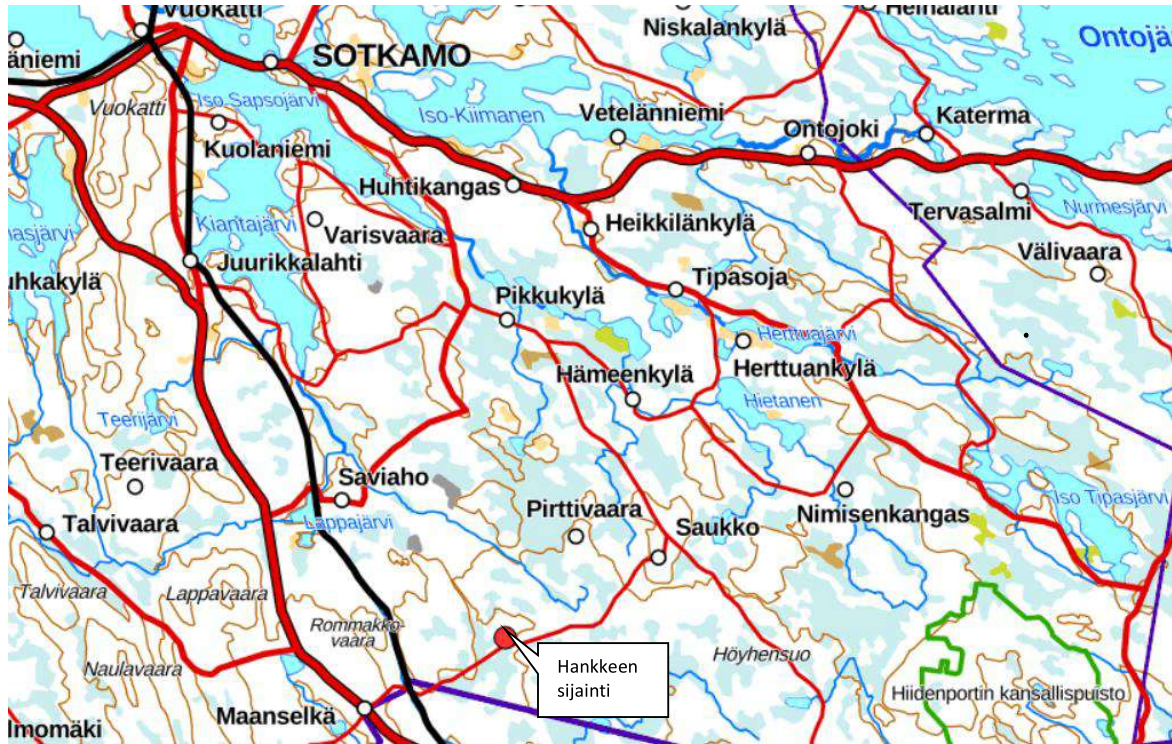 Vuokatti
Heinälahti
Niskalankylä
Ontojä
äniemi
SOTKAMO
Vuokatti
Iso Sapsojärvi
Iso-Kiimanen
Vetelänniemi
Ontojoki
Katerma
Kuolaniemi
Huhtikangas
Tervasalmi
Nurmesjärvi
asjärvi
Kiantajärvi
Varisvaara
Heikkilänkylä
Välivaara
uhkakylä
Juurikkalahti
Tipasoja
Pikkukylä
Herttuajärvi
Hämeenkylä
Herttuankylä
Hietanen
Teerijärvi
Teerivaara
Saviaho
Iso Tipasjärvi
Talvivaara
Lappajärvi
Pirttivaara
Saukko
Nimisenkangas
Talvivaara
Lappavaara
Rommakko-
vaara
Naulavaara
Höyhensuo
Hankkeen
sijainti
Hiidenportin kansallispuisto
Maanselkä
lmomäki